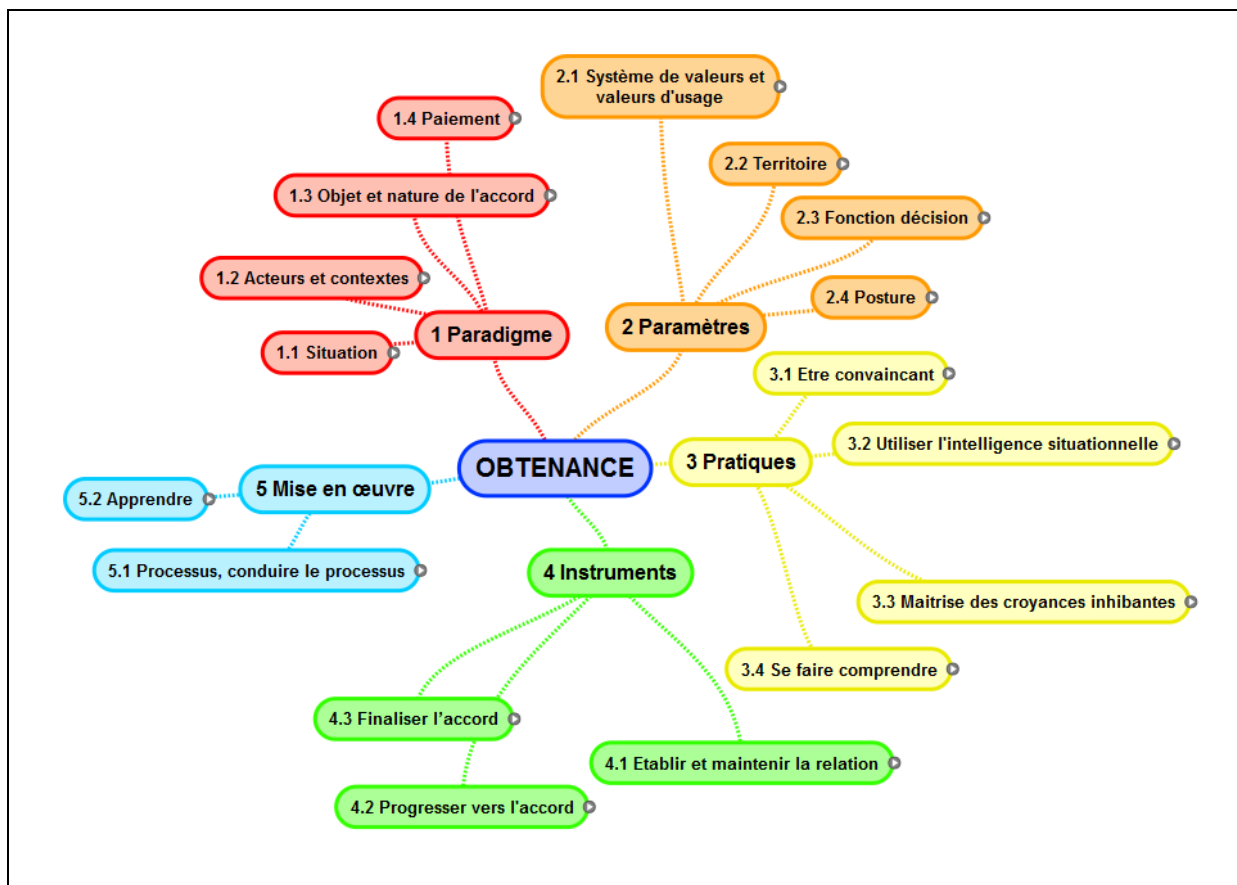 2.1 Système de valeurs et
valeurs d'usage
1.4 Paiement
2.2 Territoire
1.3 Objet et nature de l'accord
2.3 Fonction décision
1.2 Acteurs et contextes
2.4 Posture
1 Paradigme
2 Paramètres
1.1 Situation
3.1 Etre convaincant
3.2 Utiliser l'intelligence situationnelle
OBTENANCE
3 Pratiques
5 Mise en œuvre
5.2 Apprendre
5.1 Processus, conduire le processus
4 Instruments
3.3 Maitrise des croyances inhibantes
3.4 Se faire comprendre
4.3 Finaliser l’accord
4.1 Etablir et maintenir la relation
4.2 Progresser vers l'accord